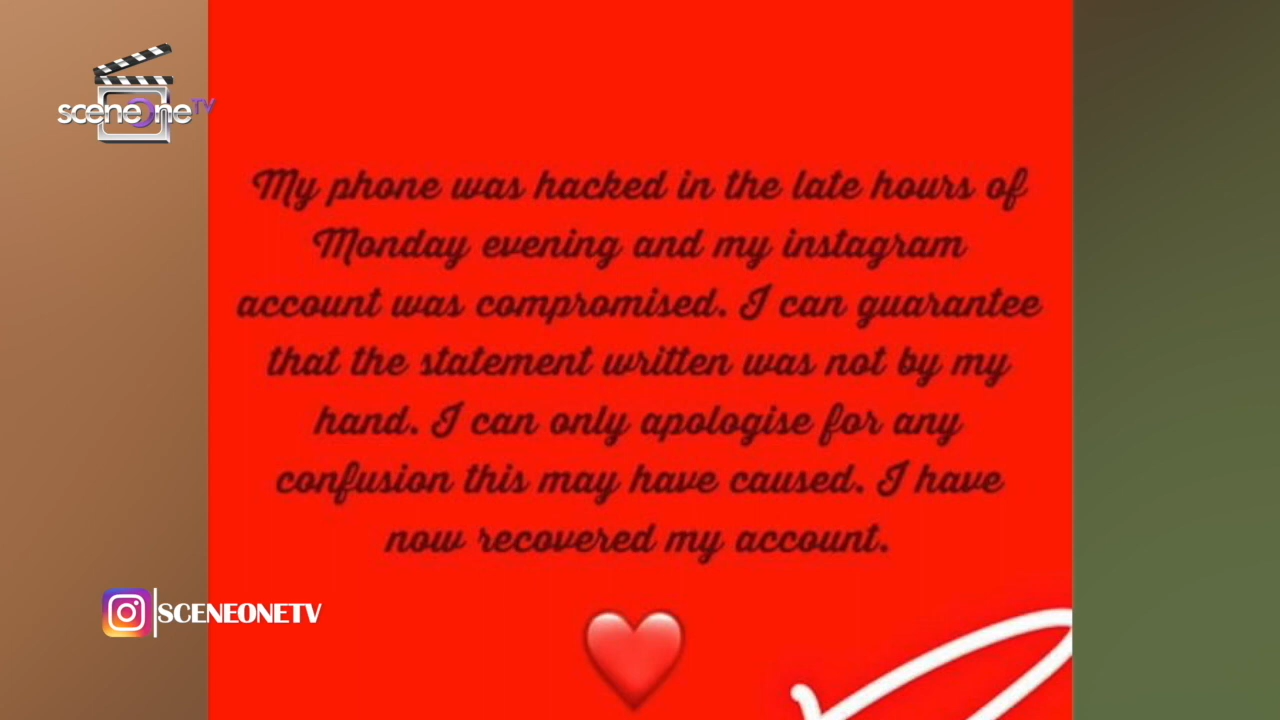 sceneOneTV
My phone was hacked in the late hours of
Monday evening and my instagram
account was compromised. I can guarantee
that the statement written was not by my
hand. I can only apologise for any
confusion this may have caused. I have
now recovered my account.
SCENEONETV